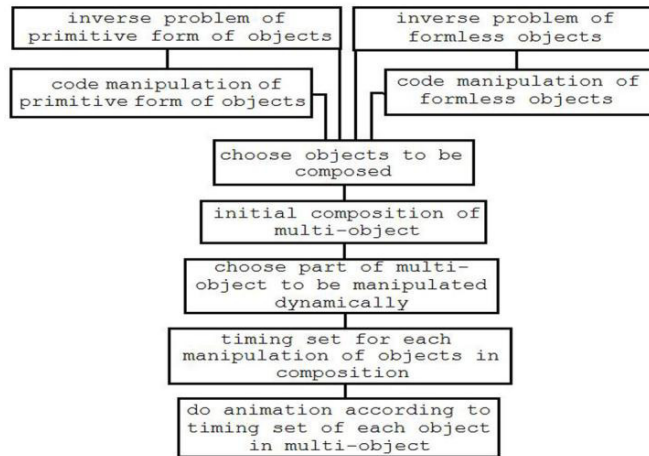 inverse problem of
primitive form of objects
inverse problem of
formless objects
code manipulation of
primitive form of objects
code manipulation of
formless objects
choose objects to be
composed
initial composition of
multi-object
choose part of multi-
object to be manipulated
dynamically
timing set for each
manipulation of objects in
composition
do animation according to
timing set of each object
in multi-object